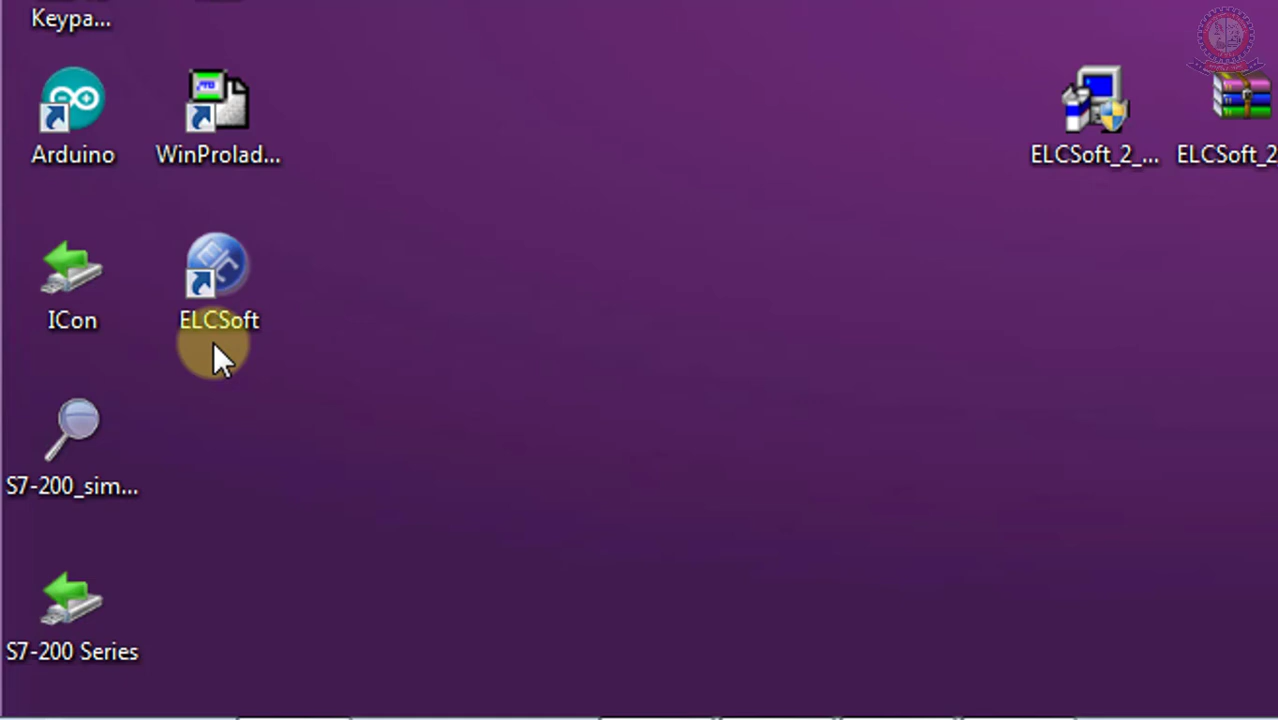 Keypa...
Arduino
WinProlad...
ELCSoft_2_...
ELCSoft_2
ICon
ELCSoft
S7-200_sim...
S7-200 Series